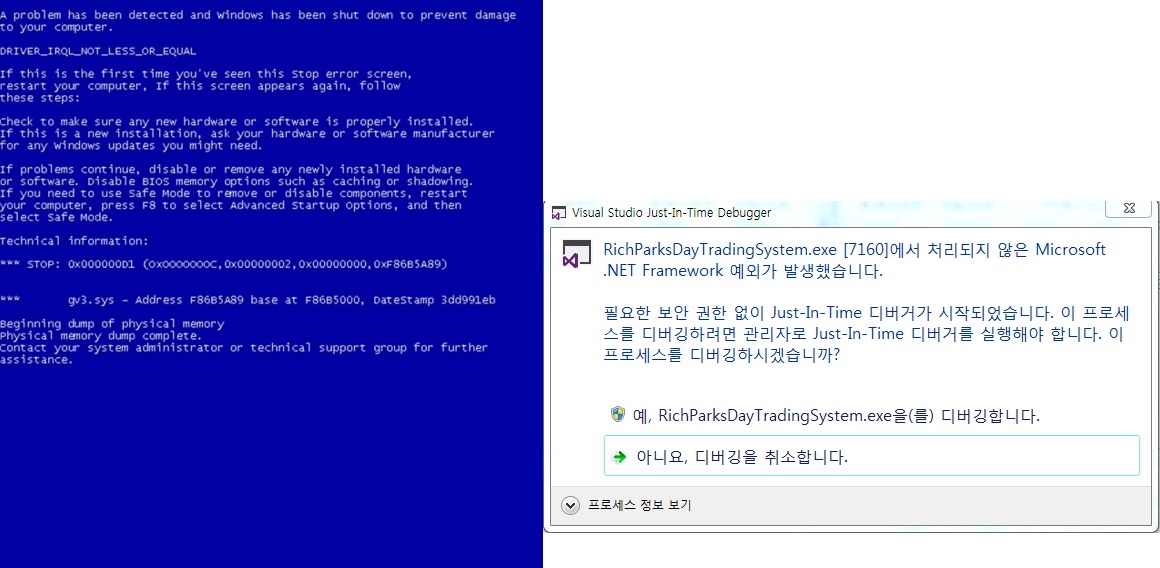 A problem has been detected and Windows has been shut down to prevent damage
to your computer.
DRIVER_IRQL_NOT_LESS_OR_EQUAL
If this is the first time you've seen this Stop error screen,
restart your computer, If this screen appears again, follow
these steps:
Check to make sure any new hardware or software is properly installed.
If this is a new installation, ask your hardware or software manufacturer
for any Windows updates you might need.
If problems continue, disable or remove any newly installed hardware
or software. Disable BIOS memory options such as caching or shadowing.
If you need to use Safe Mode to remove or disable components, restart
your computer, press F8 to select Advanced Startup Options, and then
select Safe Mode.
Technical information:
*** STOP: 0x000000D1 (0x0000000C,0x00000002,0x00000000,0xF86B5A89)
*** gv3.sys – Address F86B5A89 base at F86B5000, DateStamp 3dd991eb
Beginning dump of physical memory
Physical memory dump complete.
Contact your system administrator or technical support group for further
assistance.
Visual Studio Just-In-Time Debugger
RichParksDayTradingSystem.exe [7160]에서 처리되지 않은 Microsoft
.NET Framework 예외가 발생했습니다.
필요한 보안 권한 없이 Just-In-Time 디버거가 시작되었습니다. 이 프로세
스를 디버깅하려면 관리자로 Just-In-Time 디버거를 실행해야 합니다. 이
프로세스를 디버깅하시겠습니까?
예, RichParksDayTradingSystem.exe을(를) 디버깅합니다.
아니요, 디버깅을 취소합니다.
프로세스 정보 보기